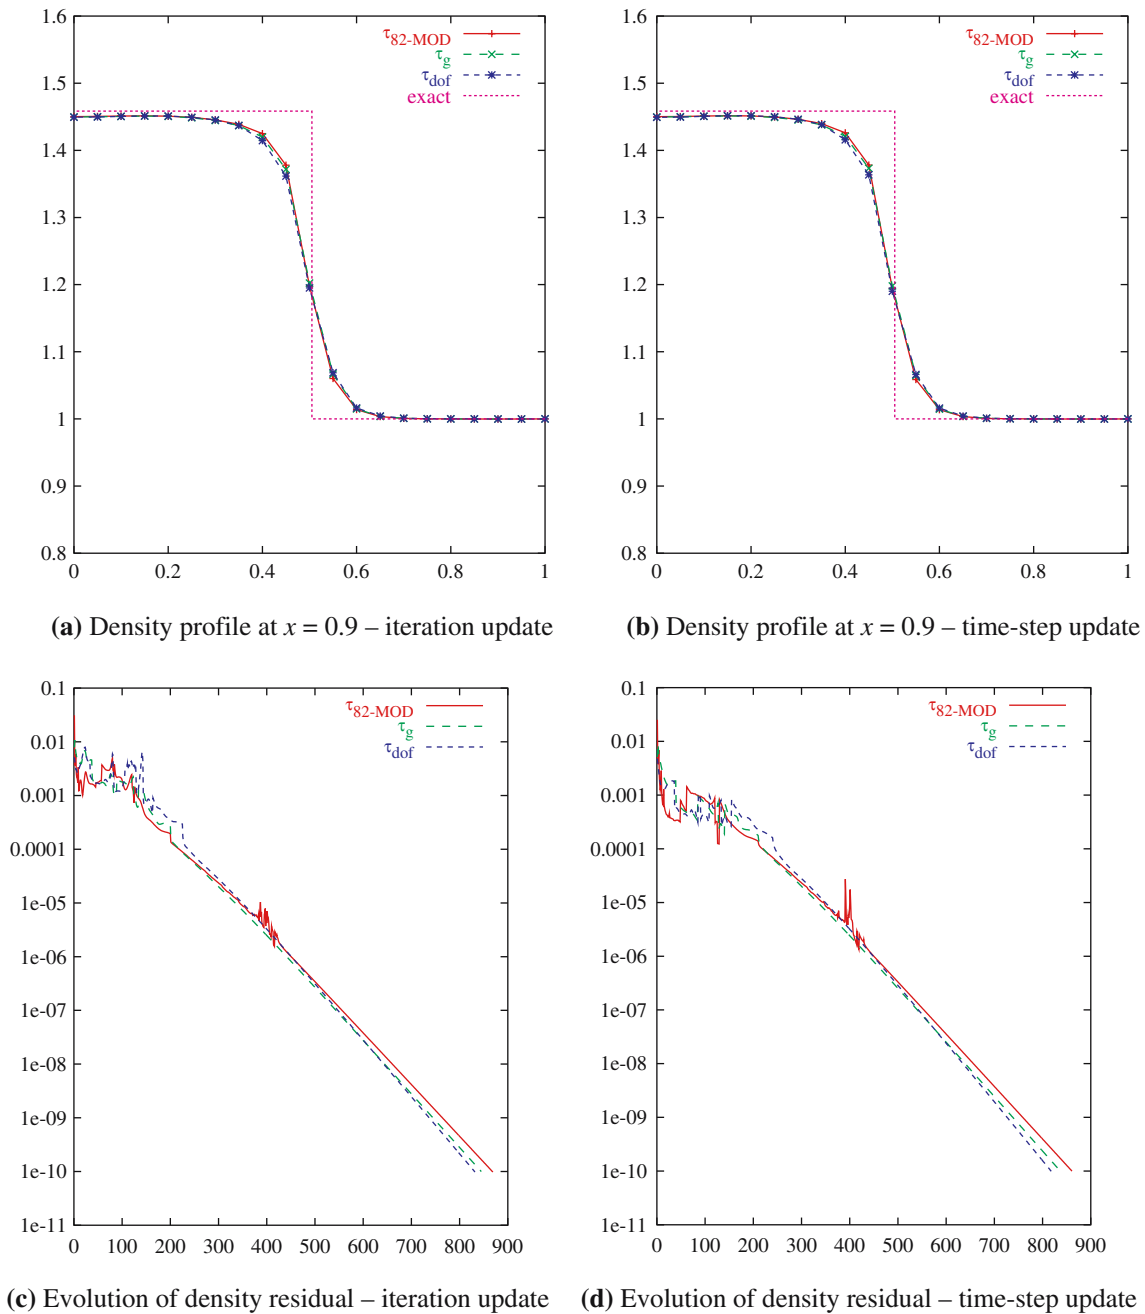 1.6
1.5
1.4
1.3
1.2
1.1
1
0.9
0.8
0 0.2 0.4 0.6 0.8 1
τ82-MOD
τg
τdof
exact
(a) Density profile at x = 0.9 – iteration update
1.6
1.5
1.4
1.3
1.2
1.1
1
0.9
0.8
0 0.2 0.4 0.6 0.8 1
τ82-MOD
τg
τdof
exact
(b) Density profile at x = 0.9 – time-step update
0.1
0.01
0.001
0.0001
1e-05
1e-06
1e-07
1e-08
1e-09
1e-10
1e-11
0 100 200 300 400 500 600 700 800 900
τ82-MOD
τg
τdof
(c) Evolution of density residual – iteration update
0.1
0.01
0.001
0.0001
1e-05
1e-06
1e-07
1e-08
1e-09
1e-10
1e-11
0 100 200 300 400 500 600 700 800 900
τ82-MOD
τg
τdof
(d) Evolution of density residual – time-step update